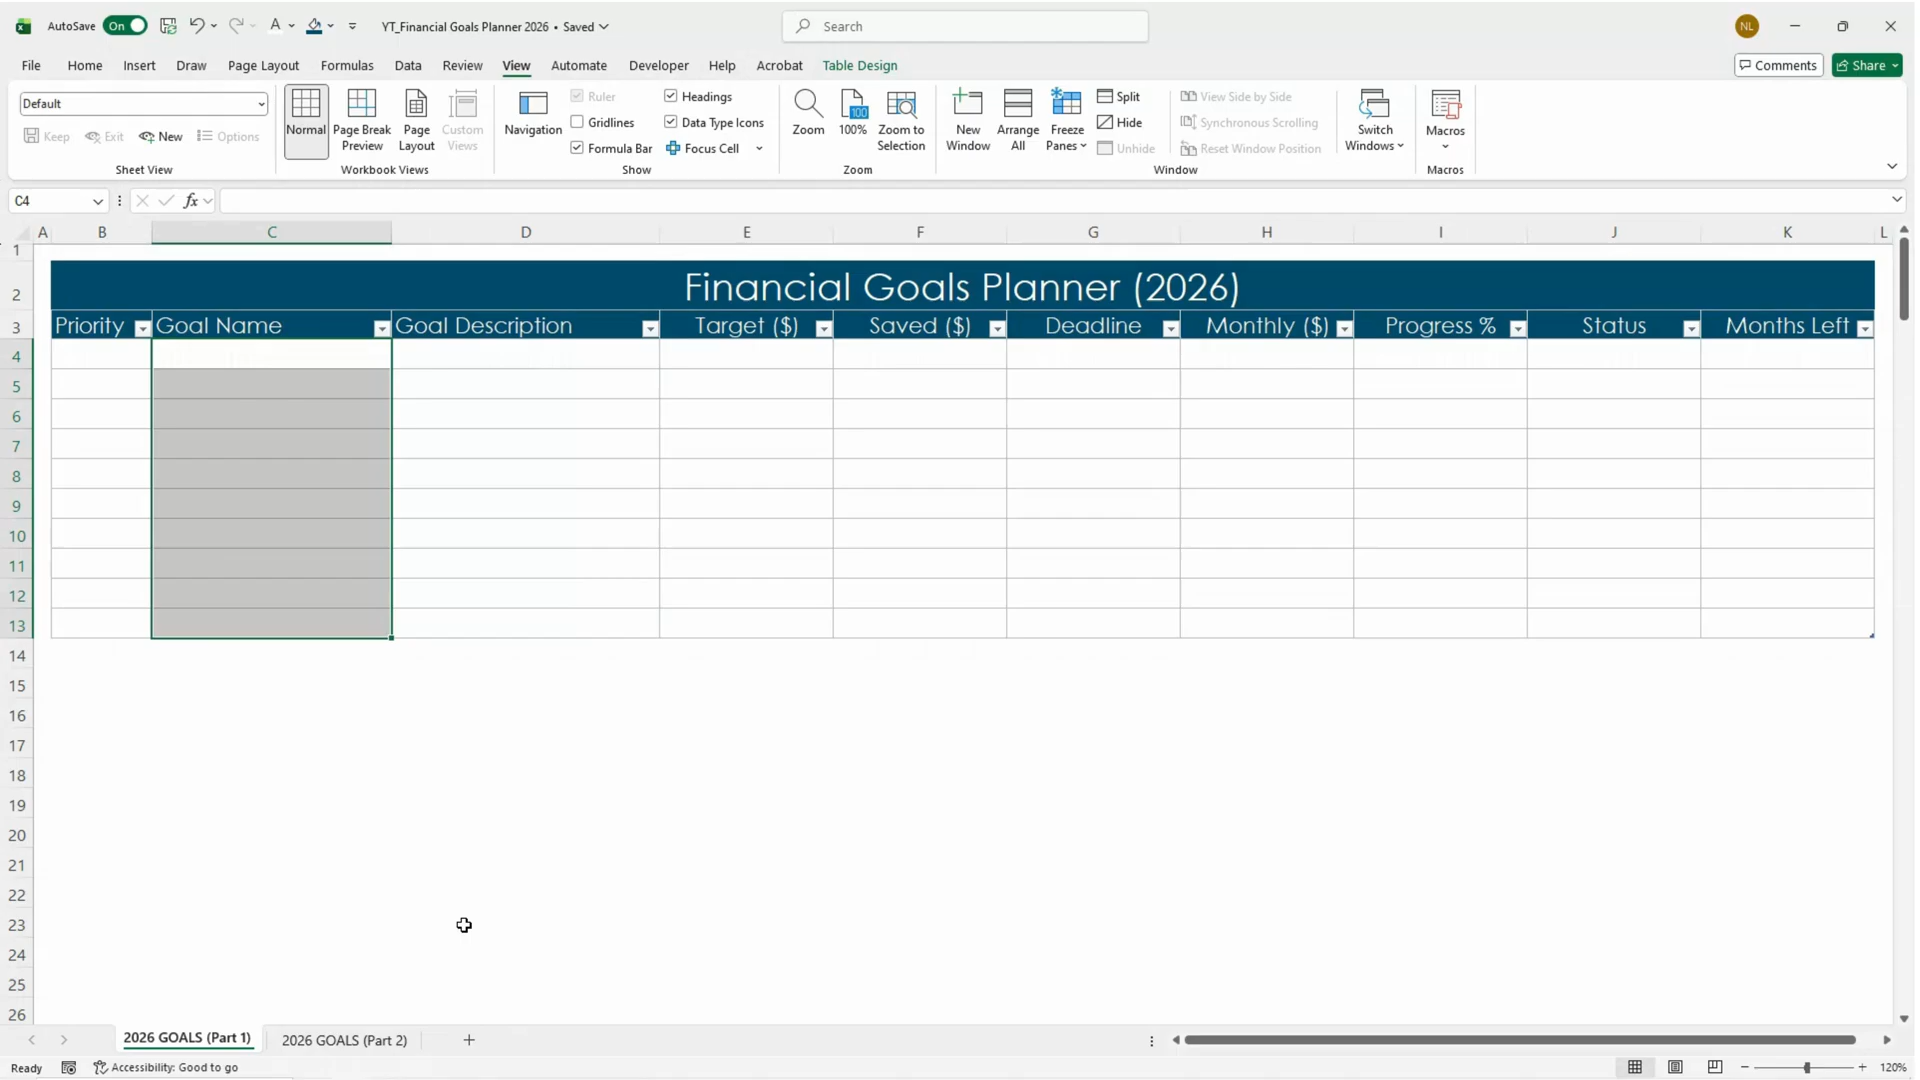 AutoSave On A YT_Financial Goals Planner 2026 • Saved Search NL
File Home Insert Draw Page Layout Formulas Data Review View Automate Developer Help Acrobat Table Design Comments Share
Default
Keep Exit New Options
Sheet View
Normal Page Break Preview Page Layout Custom Views
Workbook Views
Navigation
Ruler Headings
Gridlines Data Type Icons
Formula Bar Focus Cell
Show
Zoom 100 100% Zoom to Selection
Zoom
New Window Arrange All Freeze Panes
Split View Side by Side
Hide Synchronous Scrolling
Unhide Reset Window Position
Switch Windows
Window
Macros
Macros
C4 fx
A B C D E F G H I J K L
1
2 Financial Goals Planner (2026)
3 Priority Goal Name Goal Description Target ($) Saved ($) Deadline Monthly ($) Progress % Status Months Left
4
5
6
7
8
9
10
11
12
13
14
15
16
17
18
19
20
21
22
23
24
25
26
2026 GOALS (Part 1) 2026 GOALS (Part 2)
Ready Accessibility: Good to go 120%